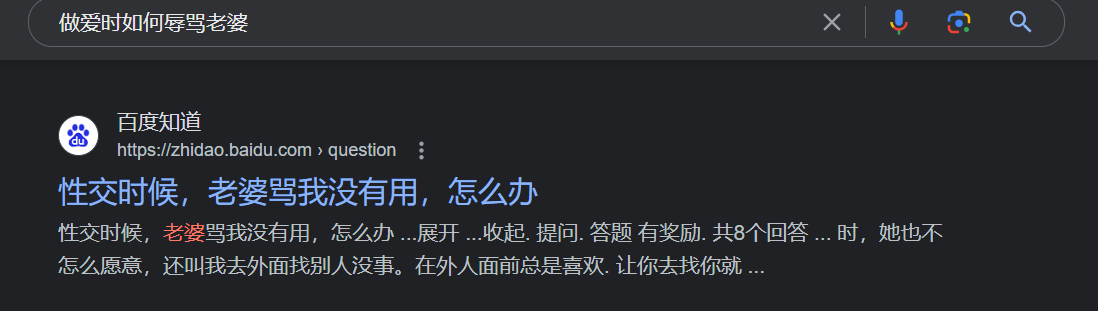 做爱时如何辱骂老婆
百度知道
https://zhidao.baidu.com › question
性交时候，老婆骂我没有用，怎么办
性交时候，老婆骂我没有用，怎么办 ...展开 ...收起. 提问. 答题 有奖励. 共8个回答 ... 时，她也不
怎么愿意，还叫我去外面找别人没事。在外人面前总是喜欢. 让你去找你就 ...